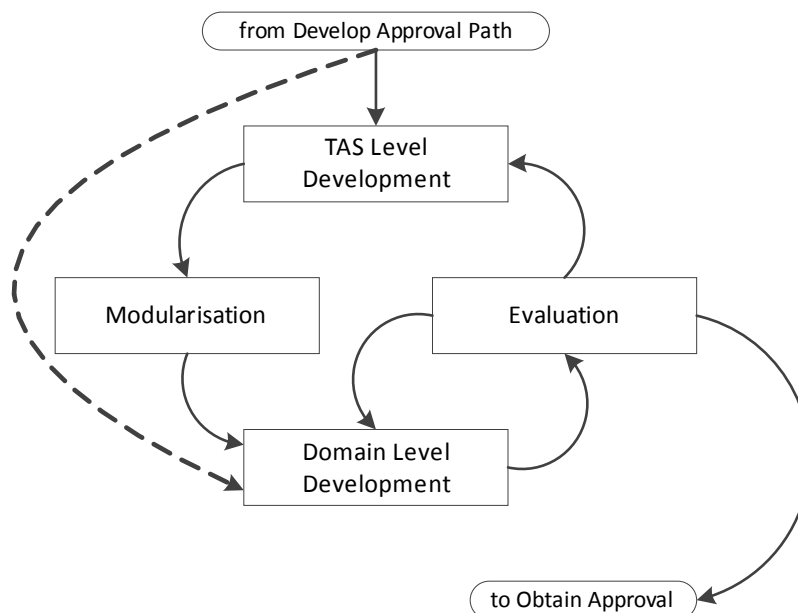 from Develop Approval Path
TAS Level
Development
Modularisation
Evaluation
Domain Level
Development
to Obtain Approval